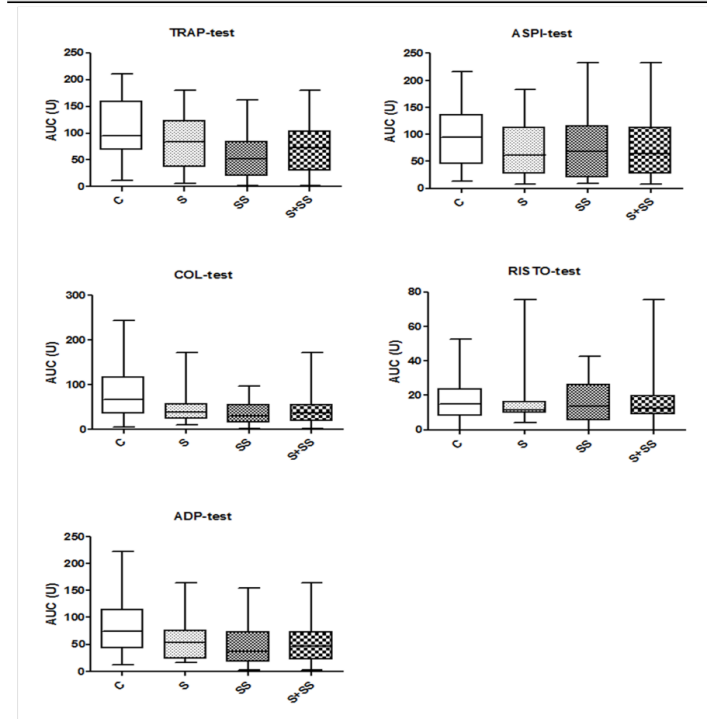 TRAP-test
250
200
150
100
50
0
AUC (U)
C
S
SS
S+SS
ASPI-test
250
200
150
100
50
0
AUC (U)
C
S
SS
S+SS
COL-test
300
200
100
0
AUC (U)
C
S
SS
S+SS
RISTO-test
80
60
40
20
0
AUC (U)
C
S
SS
S+SS
ADP-test
250
200
150
100
50
0
AUC (U)
C
S
SS
S+SS